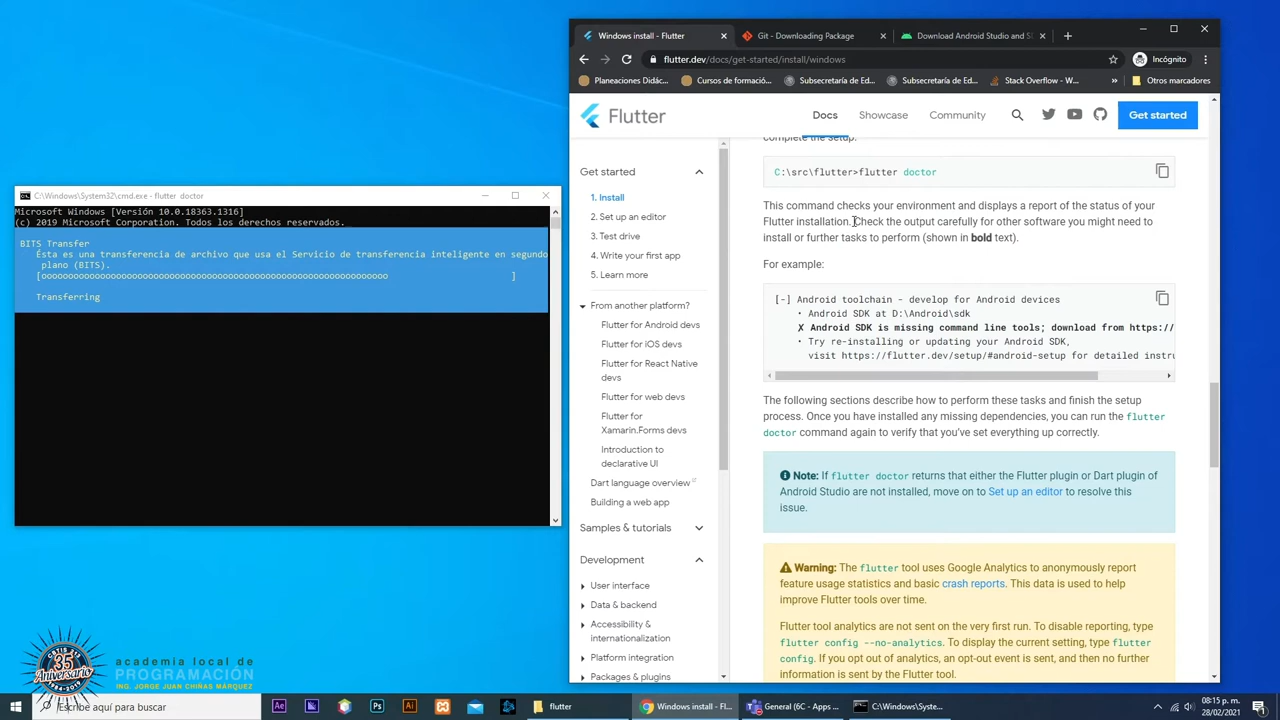 Windows install - Flutter
Git - Downloading Package
Download Android Studio and S
flutter.dev/docs/get-started/install/windows
Incógnito
Planeaciones Didác...
Cursos de formació...
Subsecretaría de Ed...
Subsecretaría de Ed...
Stack Overflow - W...
»
Otros marcadores
Flutter
Docs
Showcase
Community
Get started
Get started
1. Install
2. Set up an editor
3. Test drive
4. Write your first app
5. Learn more
From another platform?
Flutter for Android devs
Flutter for iOS devs
Flutter for React Native
devs
Flutter for web devs
Flutter for
Xamarin.Forms devs
Introduction to
declarative UI
Dart language overview
Building a web app
Samples & tutorials
Development
User interface
Data & backend
Accessibility &
internationalization
Platform integration
Packages & plugins
complete the setup.
C:\src\flutter>flutter doctor
This command checks your environment and displays a report of the status of your
Flutter installation. Check the output carefully for other software you might need to
install or further tasks to perform (shown in bold text).
For example:
[-] Android toolchain - develop for Android devices
• Android SDK at D:\Android\sdk
✗ Android SDK is missing command line tools; download from https://
• Try re-installing or updating your Android SDK,
visit https://flutter.dev/setup/#android-setup for detailed instru
The following sections describe how to perform these tasks and finish the setup
process. Once you have installed any missing dependencies, you can run the flutter
doctor command again to verify that you've set everything up correctly.
Note: If flutter doctor returns that either the Flutter plugin or Dart plugin of
Android Studio are not installed, move on to Set up an editor to resolve this
issue.
Warning: The flutter tool uses Google Analytics to anonymously report
feature usage statistics and basic crash reports. This data is used to help
improve Flutter tools over time.
Flutter tool analytics are not sent on the very first run. To disable reporting, type
flutter config --no-analytics. To display the current setting, type flutter
config. If you opt out of analytics, an opt-out event is sent, and then no further
information is sent by the Flutter tool.
C:\Windows\System32\cmd.exe - flutter doctor
Microsoft Windows [Versión 10.0.18363.1316]
(c) 2019 Microsoft Corporation. Todos los derechos reservados.
BITS Transfer
Ésta es una transferencia de archivo que usa el Servicio de transferencia inteligente en segundo
plano (BITS).
[oooooooooooooooooooooooooooooooooooooooooooooooooooooooooo ]
Transferring
35
Aniversario
1984-2019
academia local de
PROGRAMACIÓN
ING. JORGE JUAN CHIÑAS MÁRQUEZ
Escribe aquí para buscar
Ae
Ps
Ai
flutter
Windows install - Fl...
General (6C - Apps ...
C:\Windows\Syste...
08:15 p. m.
28/02/2021